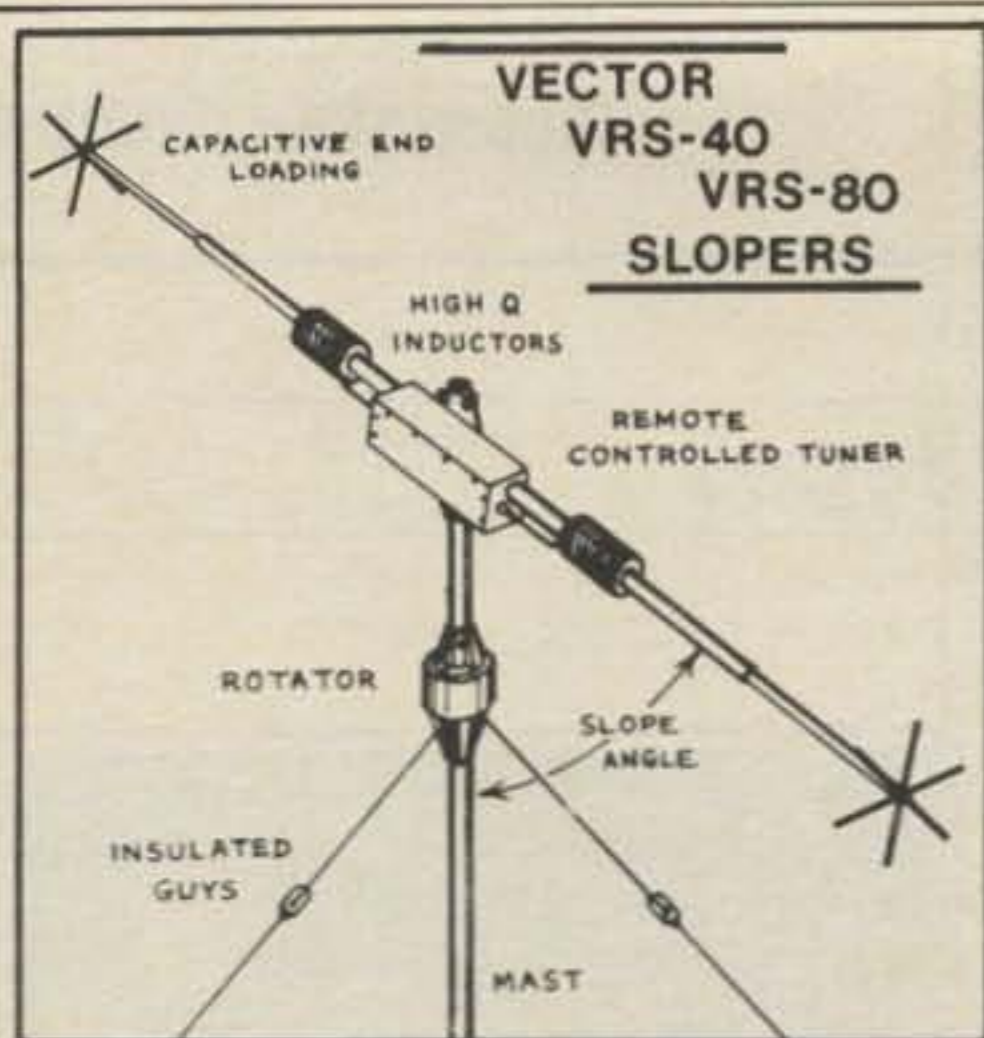 VECTOR
VRS-40
VRS-80
SLOPERS
CAPACITIVE END
LOADING
HIGH Q
INDUCTORS
REMOTE
CONTROLLED TUNER
ROTATOR
SLOPE
ANGLE
INSULATED
GUYS
MAST